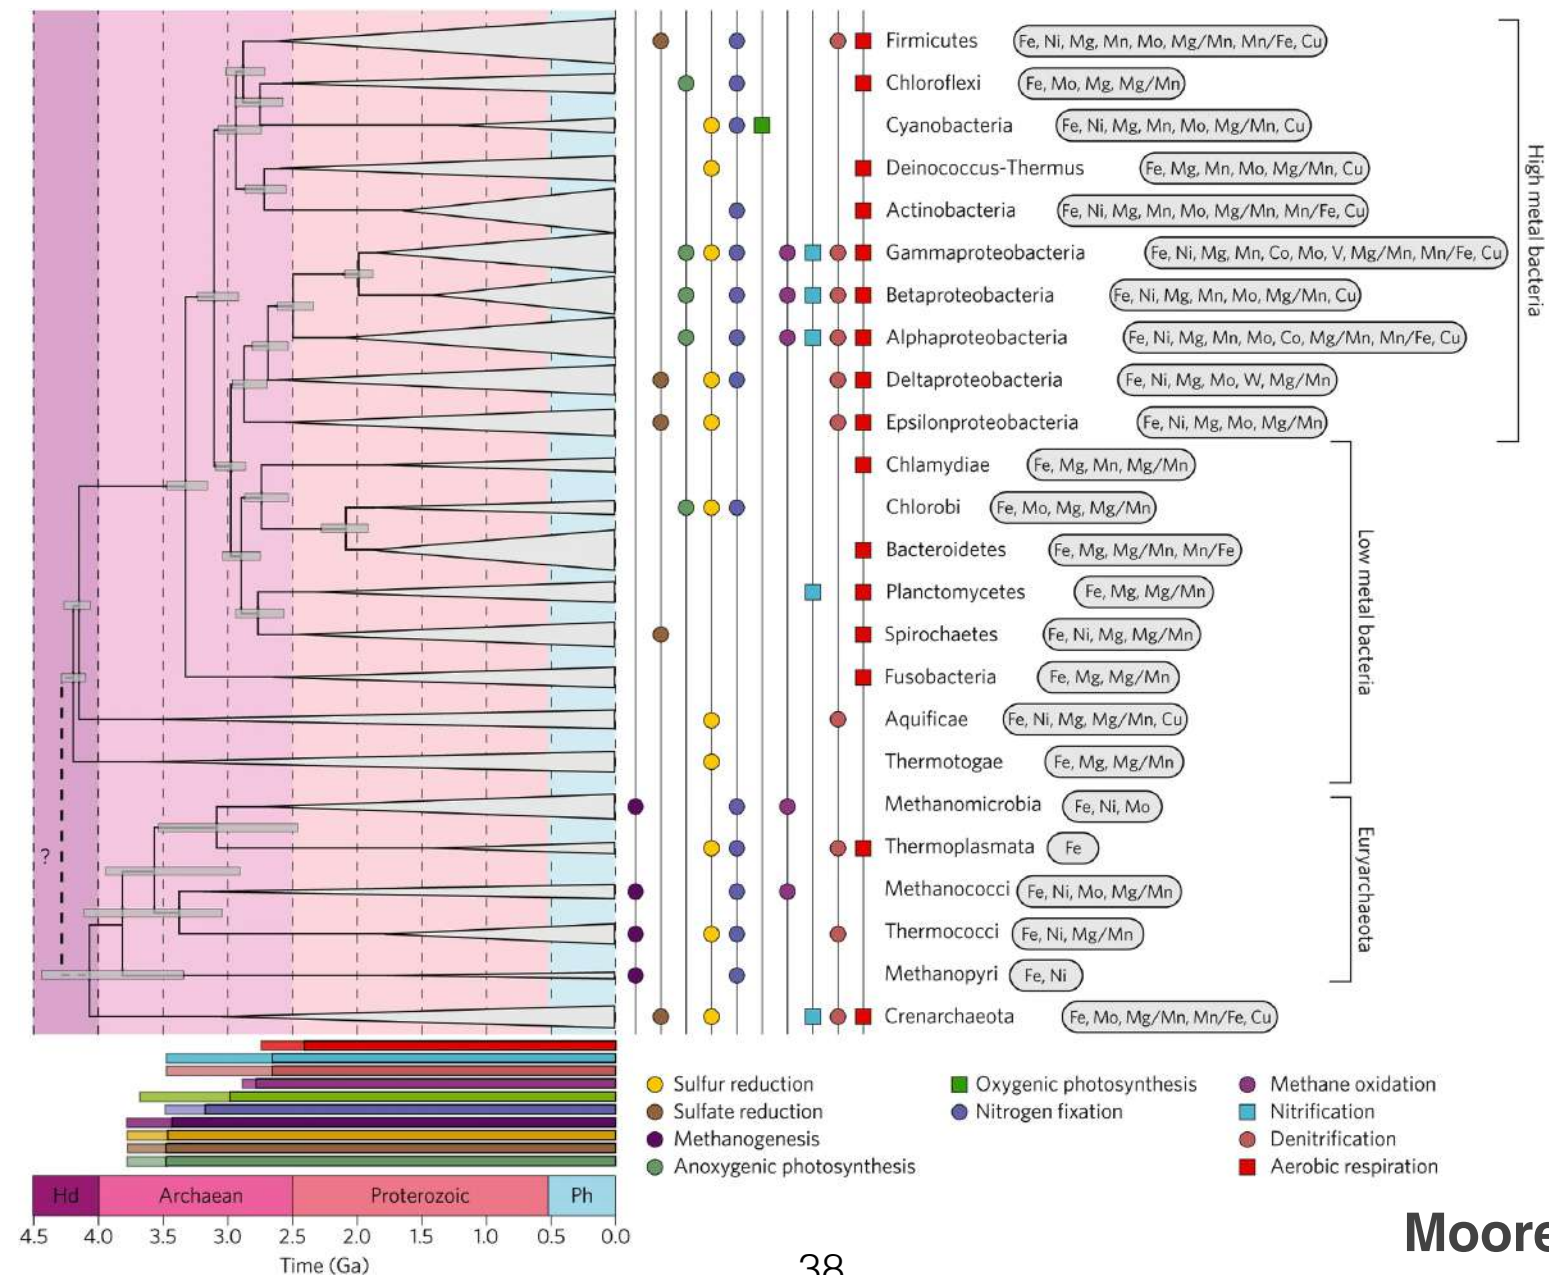 Firmicutes Fe, Ni, Mg, Mn, Mo, Mg/Mn, Mn/Fe, Cu
Chloroflexi Fe, Mo, Mg, Mg/Mn
Cyanobacteria Fe, Ni, Mg, Mn, Mo, Mg/Mn, Cu
Deinococcus-Thermus Fe, Mg, Mn, Mo, Mg/Mn, Cu
Actinobacteria Fe, Ni, Mg, Mn, Mo, Mg/Mn, Mn/Fe, Cu
Gammaproteobacteria Fe, Ni, Mg, Mn, Co, Mo, V, Mg/Mn, Mn/Fe, Cu
Betaproteobacteria Fe, Ni, Mg, Mn, Mo, Mg/Mn, Cu
Alphaproteobacteria Fe, Ni, Mg, Mn, Mo, Co, Mg/Mn, Mn/Fe, Cu
Deltaproteobacteria Fe, Ni, Mg, Mo, W, Mg/Mn
Epsilonproteobacteria Fe, Ni, Mg, Mo, Mg/Mn
High metal bacteria
Chlamydiae Fe, Mg, Mn, Mg/Mn
Chlorobi Fe, Mo, Mg, Mg/Mn
Bacteroidetes Fe, Mg, Mg/Mn, Mn/Fe
Planctomycetes Fe, Mg, Mg/Mn
Spirochaetes Fe, Ni, Mg, Mg/Mn
Fusobacteria Fe, Mg, Mg/Mn
Aquificae Fe, Ni, Mg, Mg/Mn, Cu
Thermotogae Fe, Mg, Mg/Mn
Low metal bacteria
Methanomicrobia Fe, Ni, Mo
Thermoplasmata Fe
Methanococci Fe, Ni, Mo, Mg/Mn
Thermococci Fe, Ni, Mg/Mn
Methanopyri Fe, Ni
Euryarchaeota
Crenarchaeota Fe, Mo, Mg/Mn, Mn/Fe, Cu
?
Sulfur reduction
Sulfate reduction
Methanogenesis
Anoxygenic photosynthesis
Oxygenic photosynthesis
Nitrogen fixation
Methane oxidation
Nitrification
Denitrification
Aerobic respiration
Hd Archaean Proterozoic Ph
4.5 4.0 3.5 3.0 2.5 2.0 1.5 1.0 0.5 0.0
Time (Ga)
38
Moore